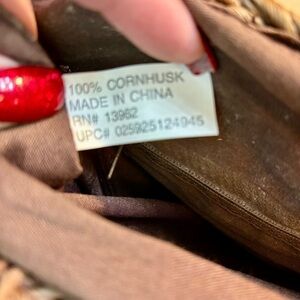 100% CORNHUSK
MADE IN CHINA
RN# 13962
UPC# 025925124945